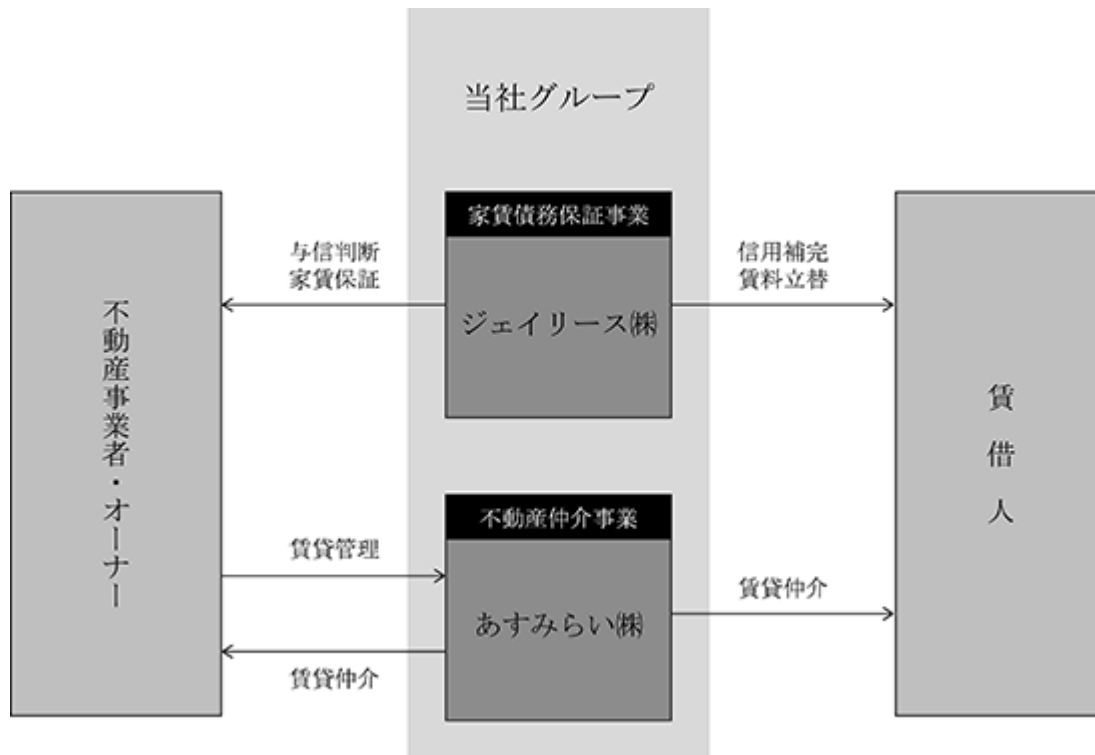 当社グループ
家賃債務保証事業
与信判断
家賃保証
信用補完
賃料立替
ジェイリース㈱
不動産事業者・オーナー
賃借人
不動産仲介事業
賃貸管理
あすみらい㈱
賃貸仲介
賃貸仲介